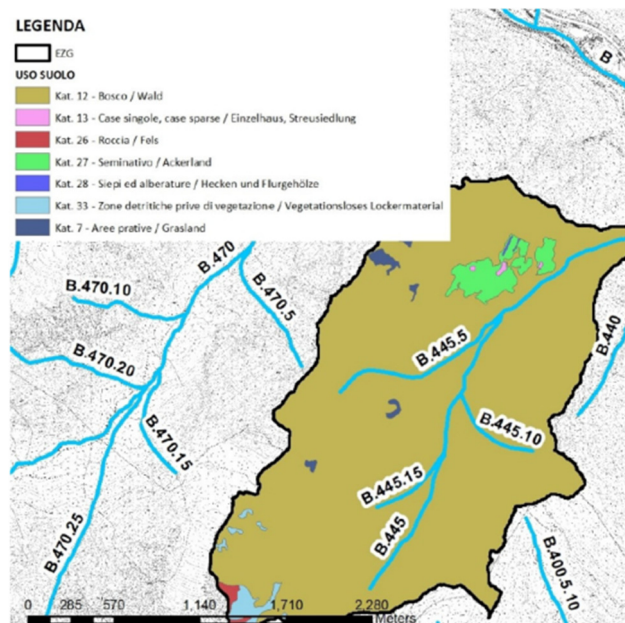 LEGENDA
EZG
USO SUOLO
Kat. 12 - Bosco / Wald
Kat. 13 - Case singole, case sparse / Einzelhaus, Streusiedlung
Kat. 26 - Roccia / Fels
Kat. 27 - Seminativo / Ackerland
Kat. 28 - Siepi ed alberature / Hecken und Flurgehölze
Kat. 33 - Zone detritiche prive di vegetazione / Vegetationsloses Lockermaterial
Kat. 7 - Aree prative / Grasland
B
B.470
B.470.10
B.470.5
B.440
B.445.5
B.470.20
B.470.15
B.445.10
B.445.15
B.470.25
B.445
B.400.5.10
0 285 570 1.140 1.710 2.280
Meters